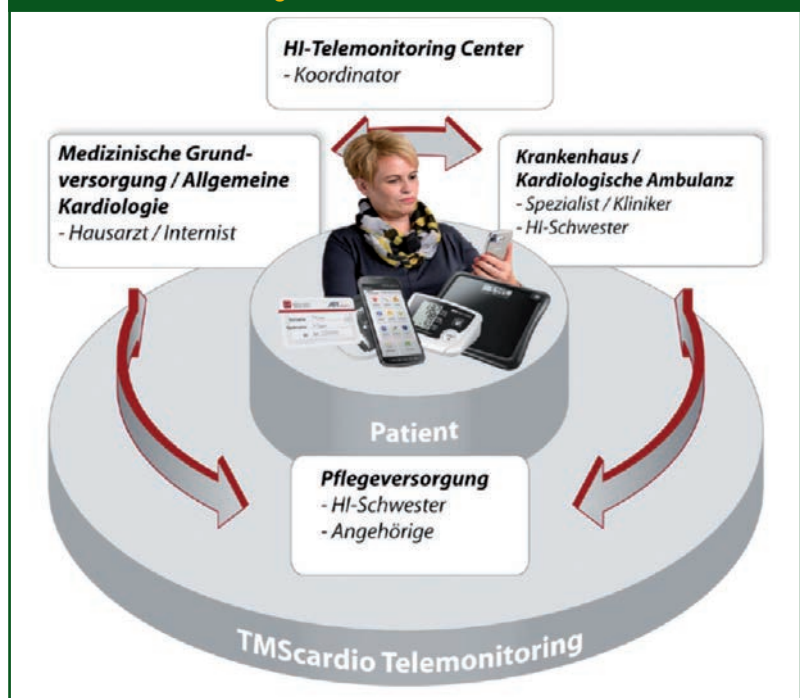 HI-Telemonitoring Center
- Koordinator
Medizinische Grund-
versorgung / Allgemeine
Kardiologie
- Hausarzt / Internist
Krankenhaus /
Kardiologische Ambulanz
- Spezialist / Kliniker
- HI-Schwester
Patient
Pflegeversorgung
- HI-Schwester
- Angehörige
TMScardio Telemonitoring